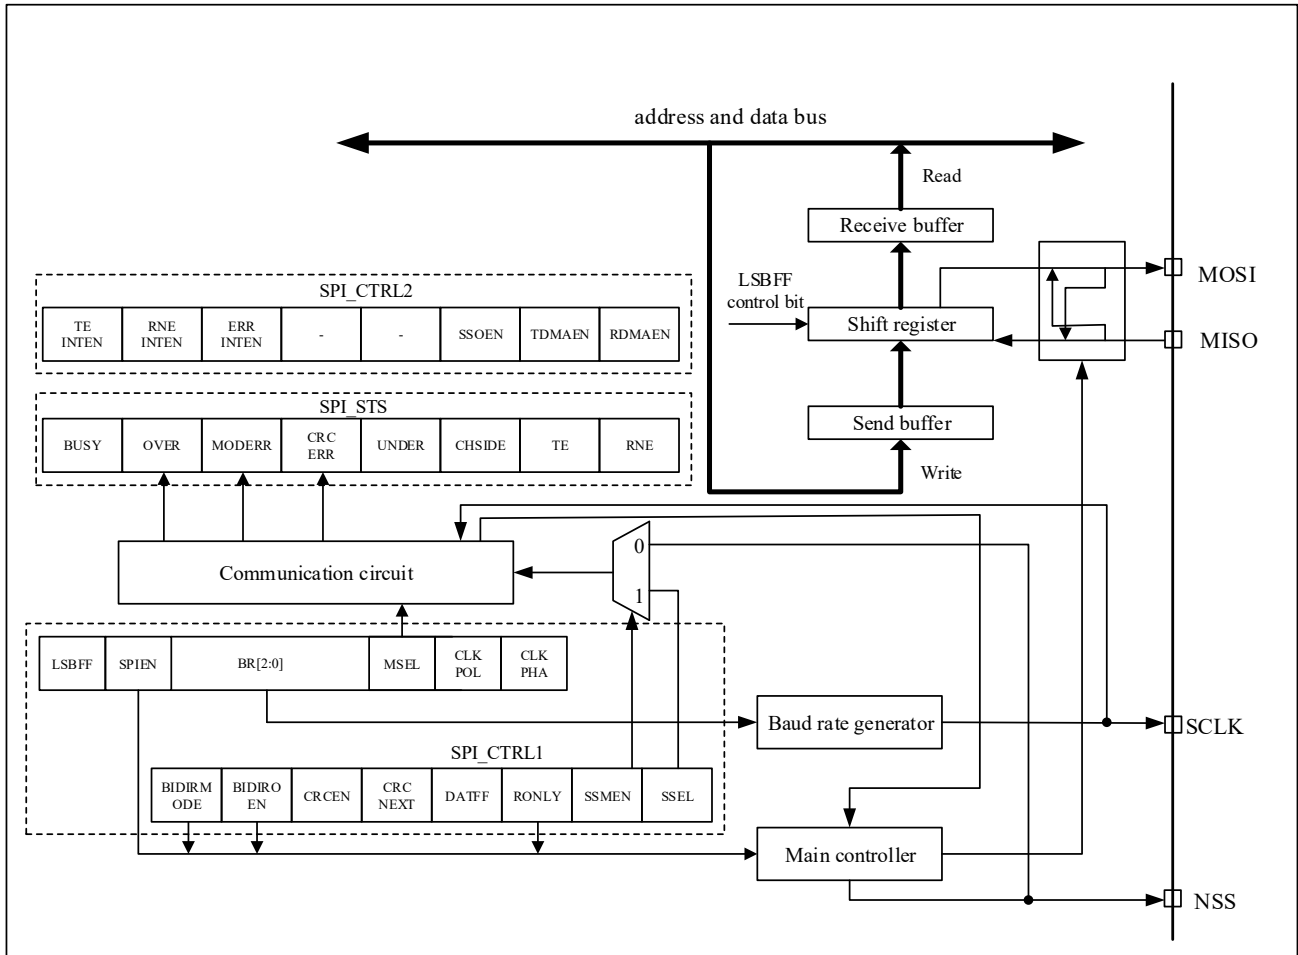 address and data bus
Read
Receive buffer
LSBFF
control bit
Shift register
MOSI
MISO
SPI_CTRL2
TE
INTEN
RNE
INTEN
ERR
INTEN
-
-
SSOEN
TDMAEN
RDMAEN
SPI_STS
BUSY
OVER
MODERR
CRC
ERR
UNDER
CHSIDE
TE
RNE
Send buffer
Write
Communication circuit
0
1
LSBFF
SPIEN
BR[2:0]
MSEL
CLK
POL
CLK
PHA
Baud rate generator
SCLK
SPI_CTRL1
BIDIRM
ODE
BIDIRO
EN
CRCEN
CRC
NEXT
DATFF
RONLY
SSMEN
SSEL
Main controller
NSS